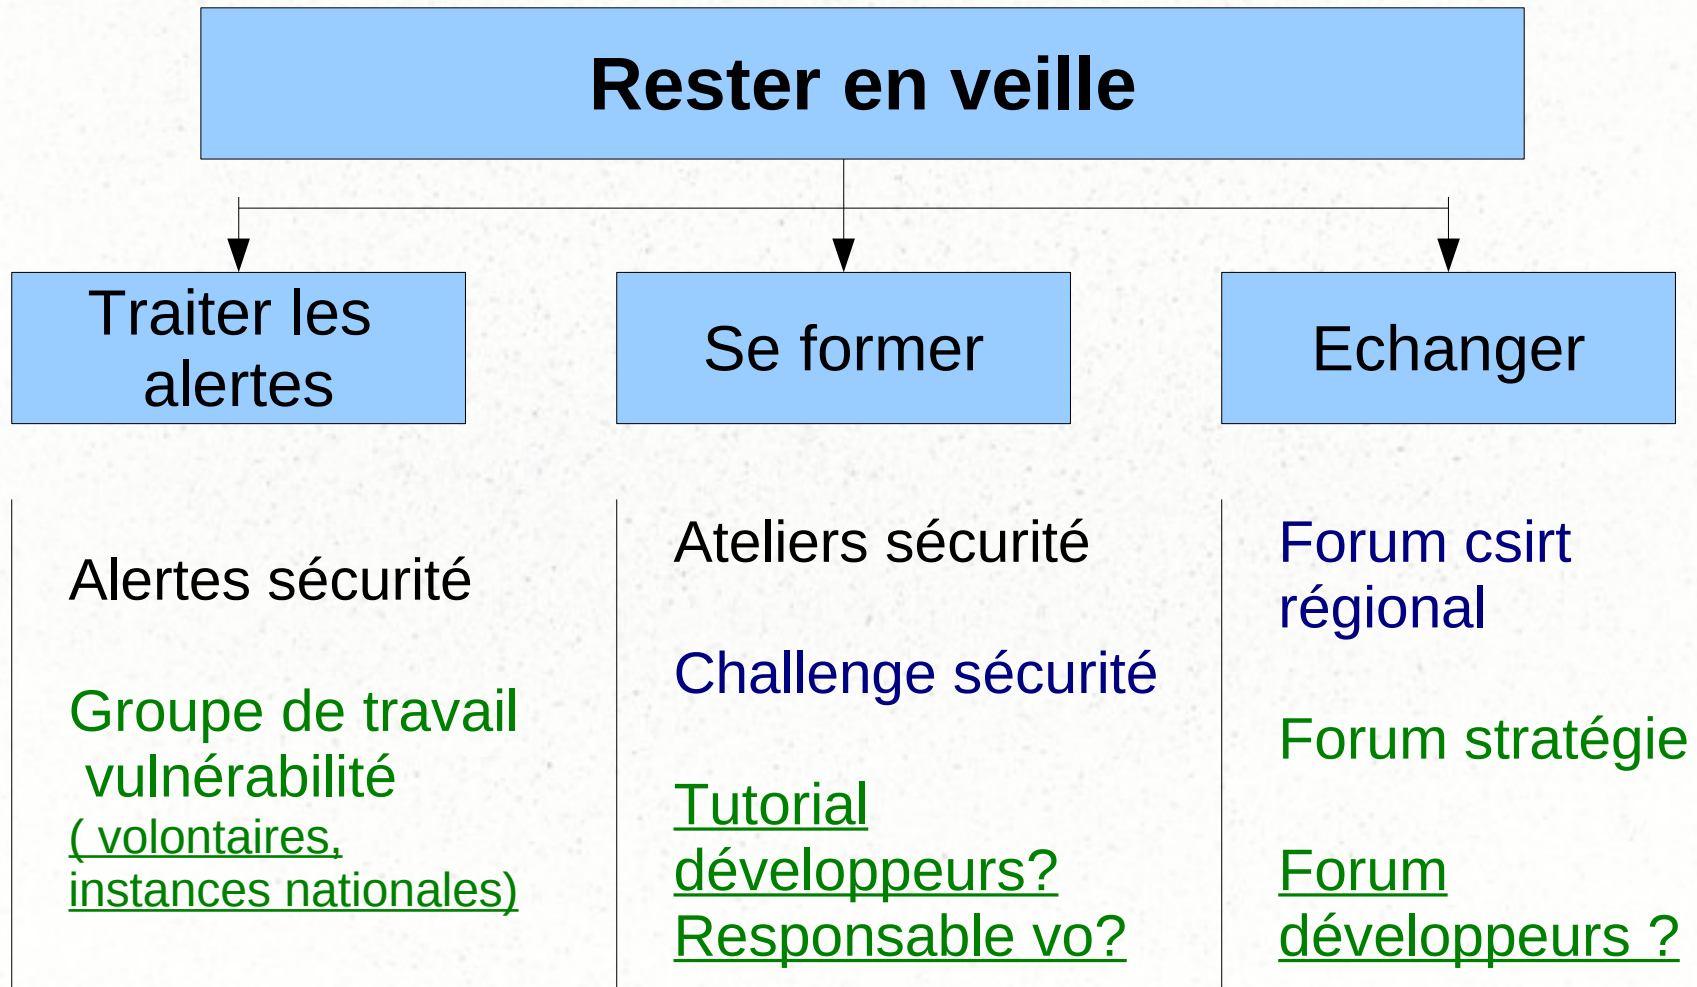 Rester en veille
Traiter les
alertes
Se former
Echanger
Alertes sécurité
Groupe de travail
vulnérabilité
( volontaires,
instances nationales)
Ateliers sécurité
Challenge sécurité
Tutorial
développeurs?
Responsable vo?
Forum csirt
régional
Forum stratégie
Forum
développeurs ?